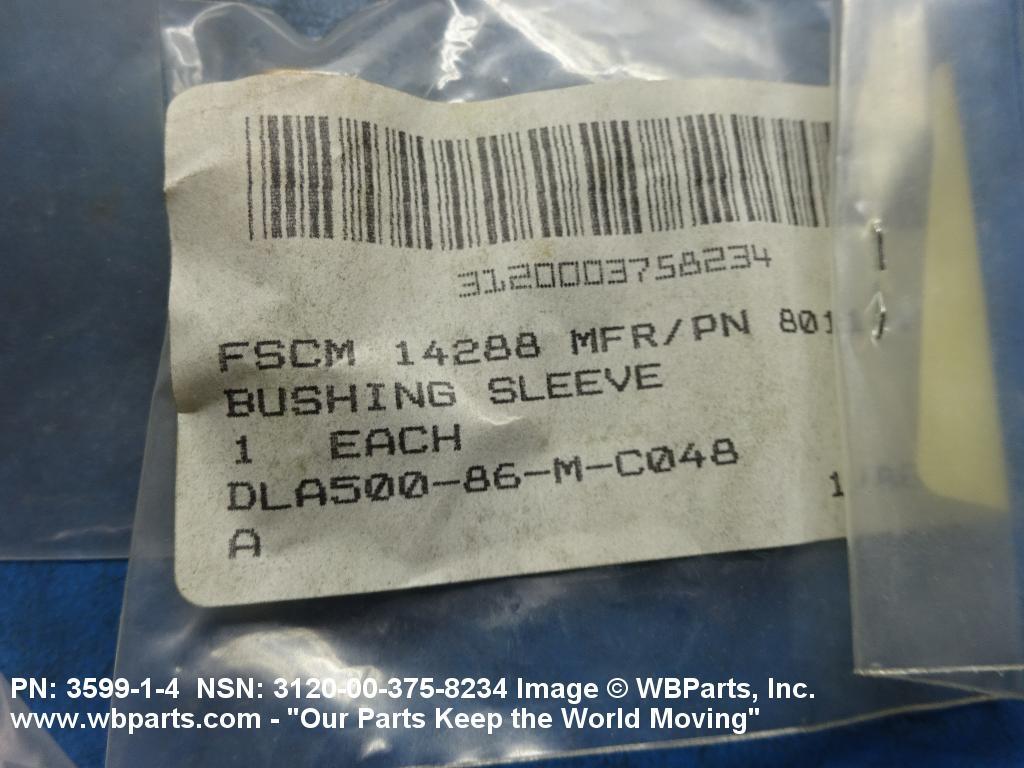 3120003758234
FSCM 14288 MFR/PN 801
BUSHING SLEEVE
1 EACH
DLA500-86-M-C048
1
A
PN: 3599-1-4 NSN: 3120-00-375-8234 Image © WBParts, Inc.
www.wbparts.com - "Our Parts Keep the World Moving"